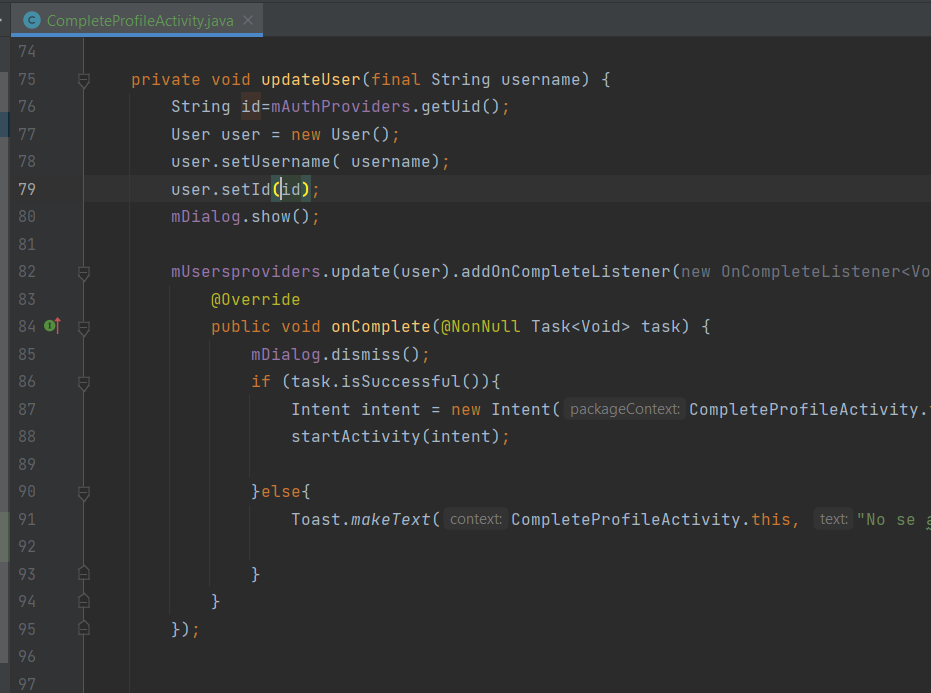 CompleteProfileActivity.java
74
75 private void updateUser(final String username) {
76 String id=mAuthProviders.getUid();
77 User user = new User();
78 user.setUsername( username);
79 user.setId(id);
80 mDialog.show();
81
82 mUsersproviders.update(user).addOnCompleteListener(new OnCompleteListener<Vo
83 @Override
84 public void onComplete(@NonNull Task<Void> task) {
85 mDialog.dismiss();
86 if (task.isSuccessful()){
87 Intent intent = new Intent( packageContext: CompleteProfileActivity.
88 startActivity(intent);
89
90 }else{
91 Toast.makeText( context: CompleteProfileActivity.this, text: "No se a
92
93 }
94 }
95 });
96
97